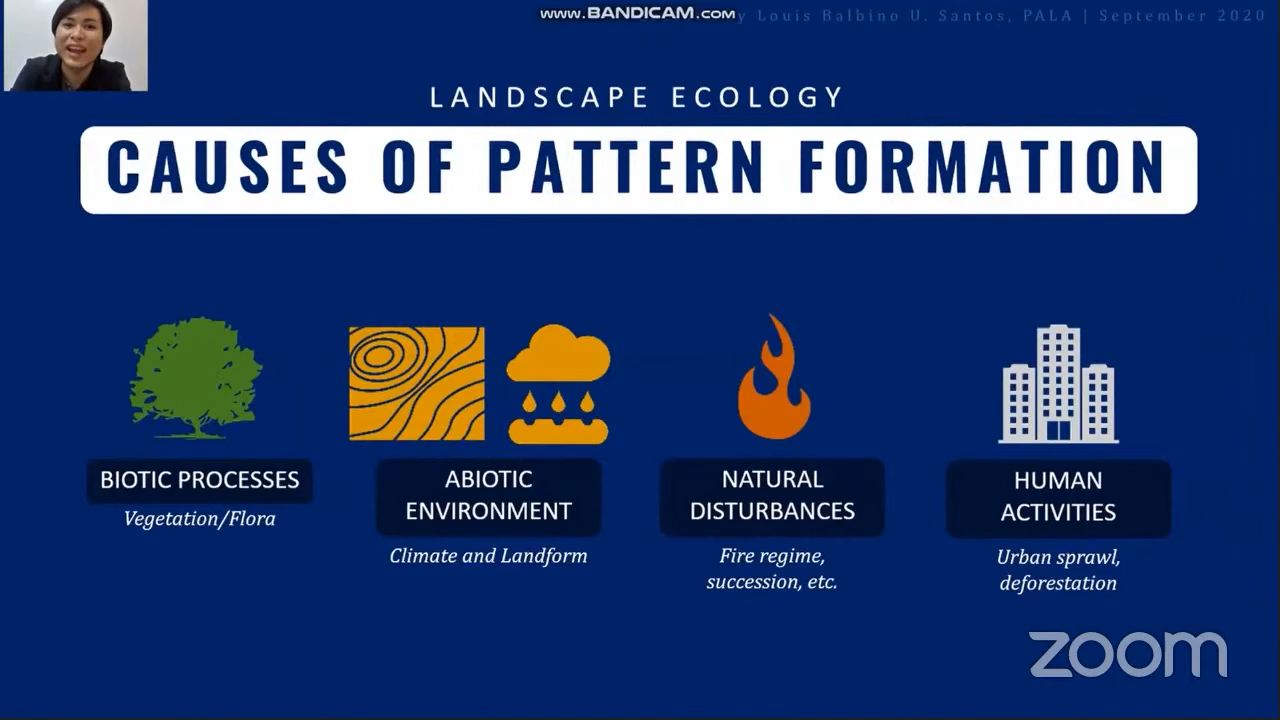 www.BANDICAM.com
y Louis Balbino U. Santos, PALA | September 2020
LANDSCAPE ECOLOGY
CAUSES OF PATTERN FORMATION
BIOTIC PROCESSES
Vegetation/Flora
ABIOTIC
ENVIRONMENT
Climate and Landform
NATURAL
DISTURBANCES
Fire regime,
succession, etc.
HUMAN
ACTIVITIES
Urban sprawl,
deforestation
zoom